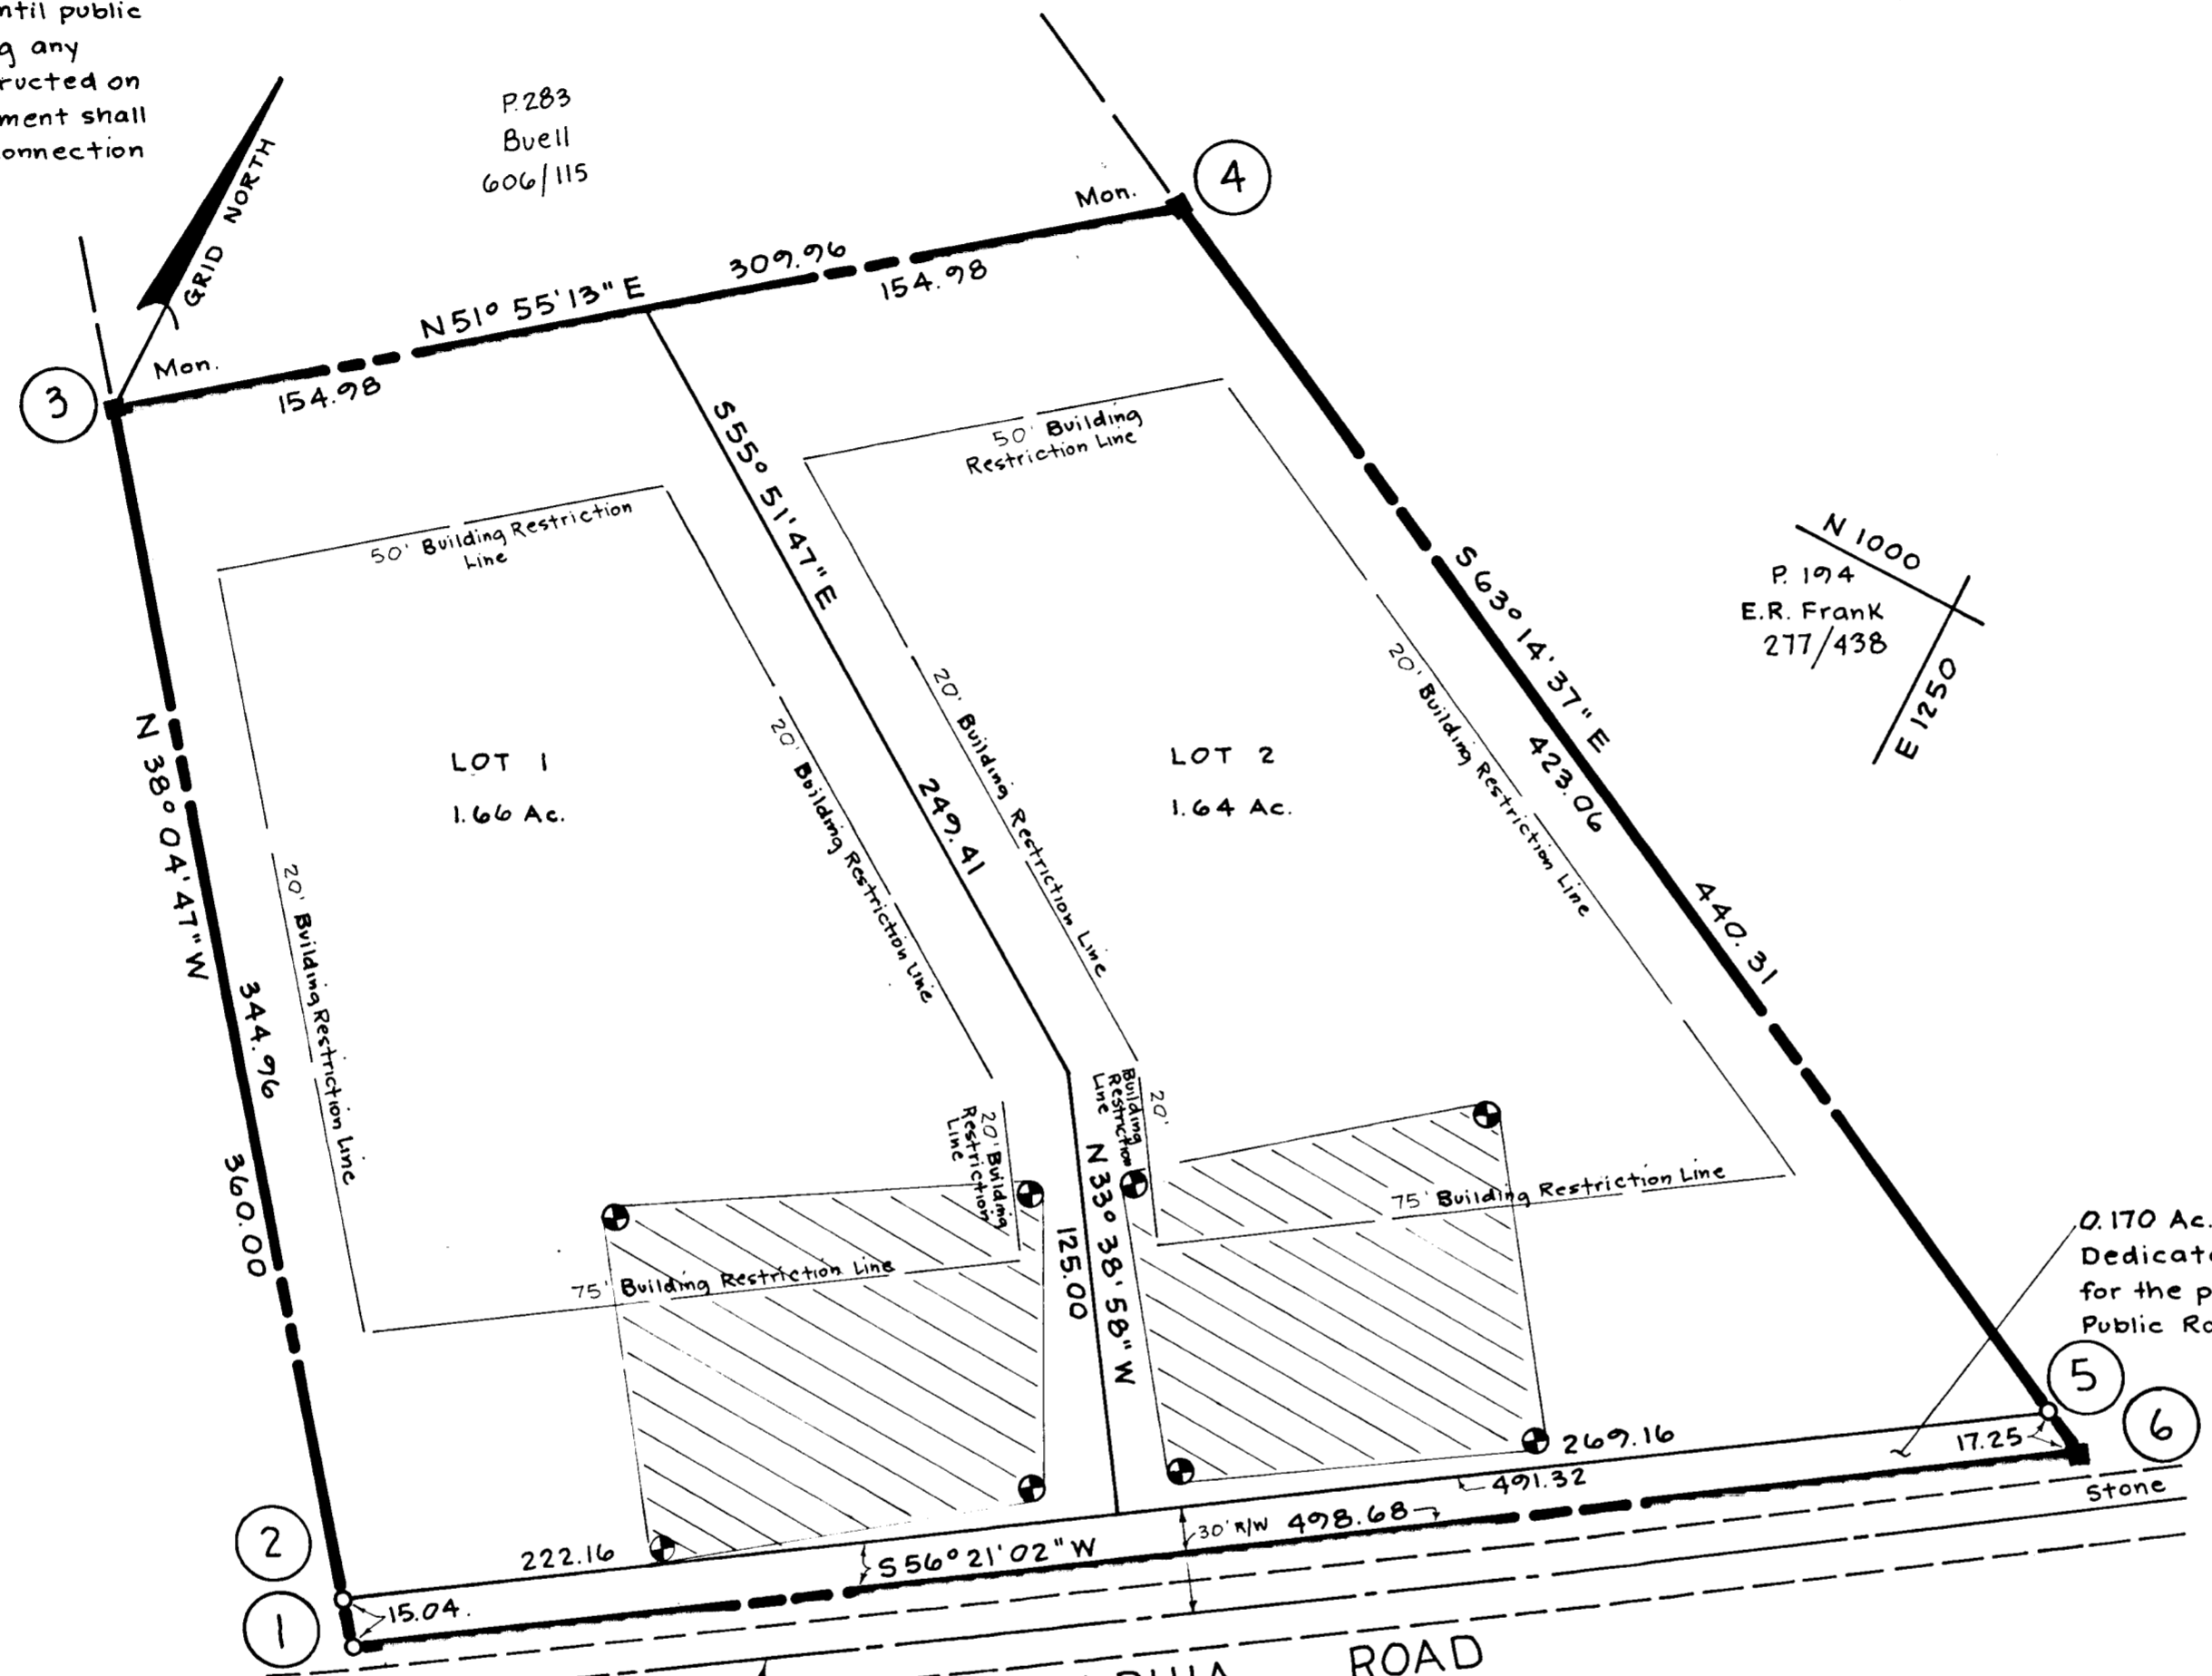 until public
any
ructed on
ment shall
onnection
GRID NORTH
P.283
Buell
606/115
Mon.
4
309.96
154.98
N 51° 55' 13" E
Mon.
154.98
3
S 55° 51' 47" E
249.41
50' Building
Restriction Line
50' Building Restriction
Line
N 1000
P. 194
E.R. Frank
277/438
E 1250
S 63° 14' 37" E
423.06
440.31
20' Building Restriction Line
20' Building Restriction Line
20' Building Restriction Line
20' Building Restriction Line
LOT 1
1.66 Ac.
LOT 2
1.64 Ac.
N 38° 04' 47" W
344.96
360.00
20' Building
Restriction
Line
20'
Building
Restriction
Line
N 33° 38' 58" W
125.00
75' Building Restriction Line
75' Building Restriction Line
0.170 Ac.
Dedicat
for the p
Public Ro
5
6
17.25
269.16
491.32
Stone
30' R/W
498.68
S 56° 21' 02" W
222.16
2
15.04.
1
ROAD